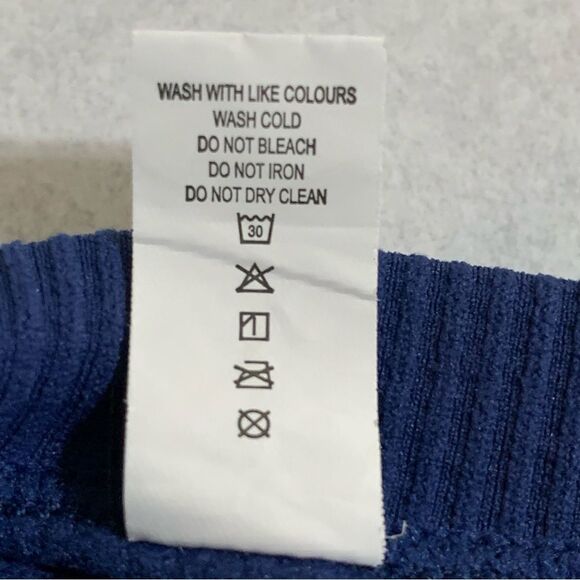 WASH WITH LIKE COLOURS
WASH COLD
DO NOT BLEACH
DO NOT IRON
DO NOT DRY CLEAN
30